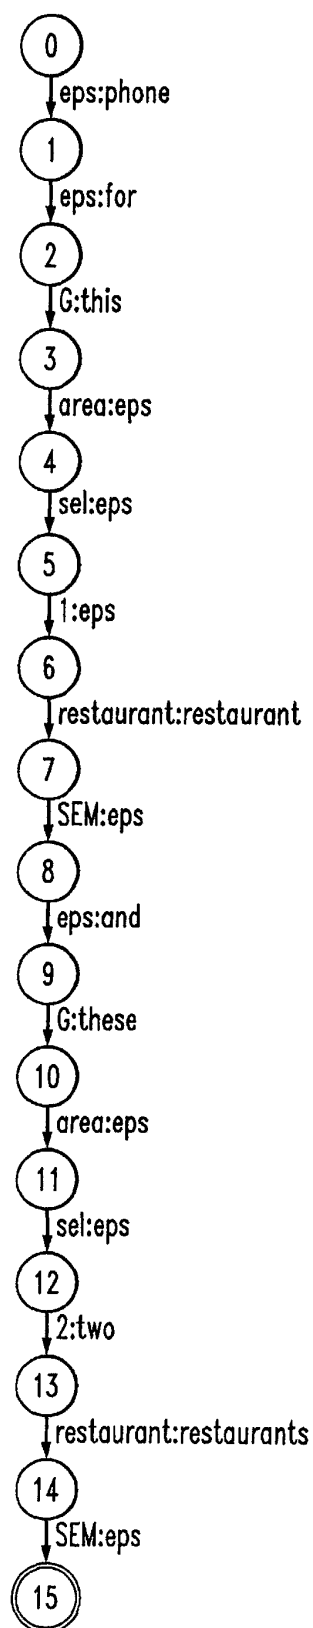 0
eps:phone
1
eps:for
2
G:this
3
area:eps
4
sel:eps
5
1:eps
6
restaurant:restaurant
7
SEM:eps
8
eps:and
9
G:these
10
area:eps
11
sel:eps
12
2:two
13
restaurant:restaurants
14
SEM:eps
15